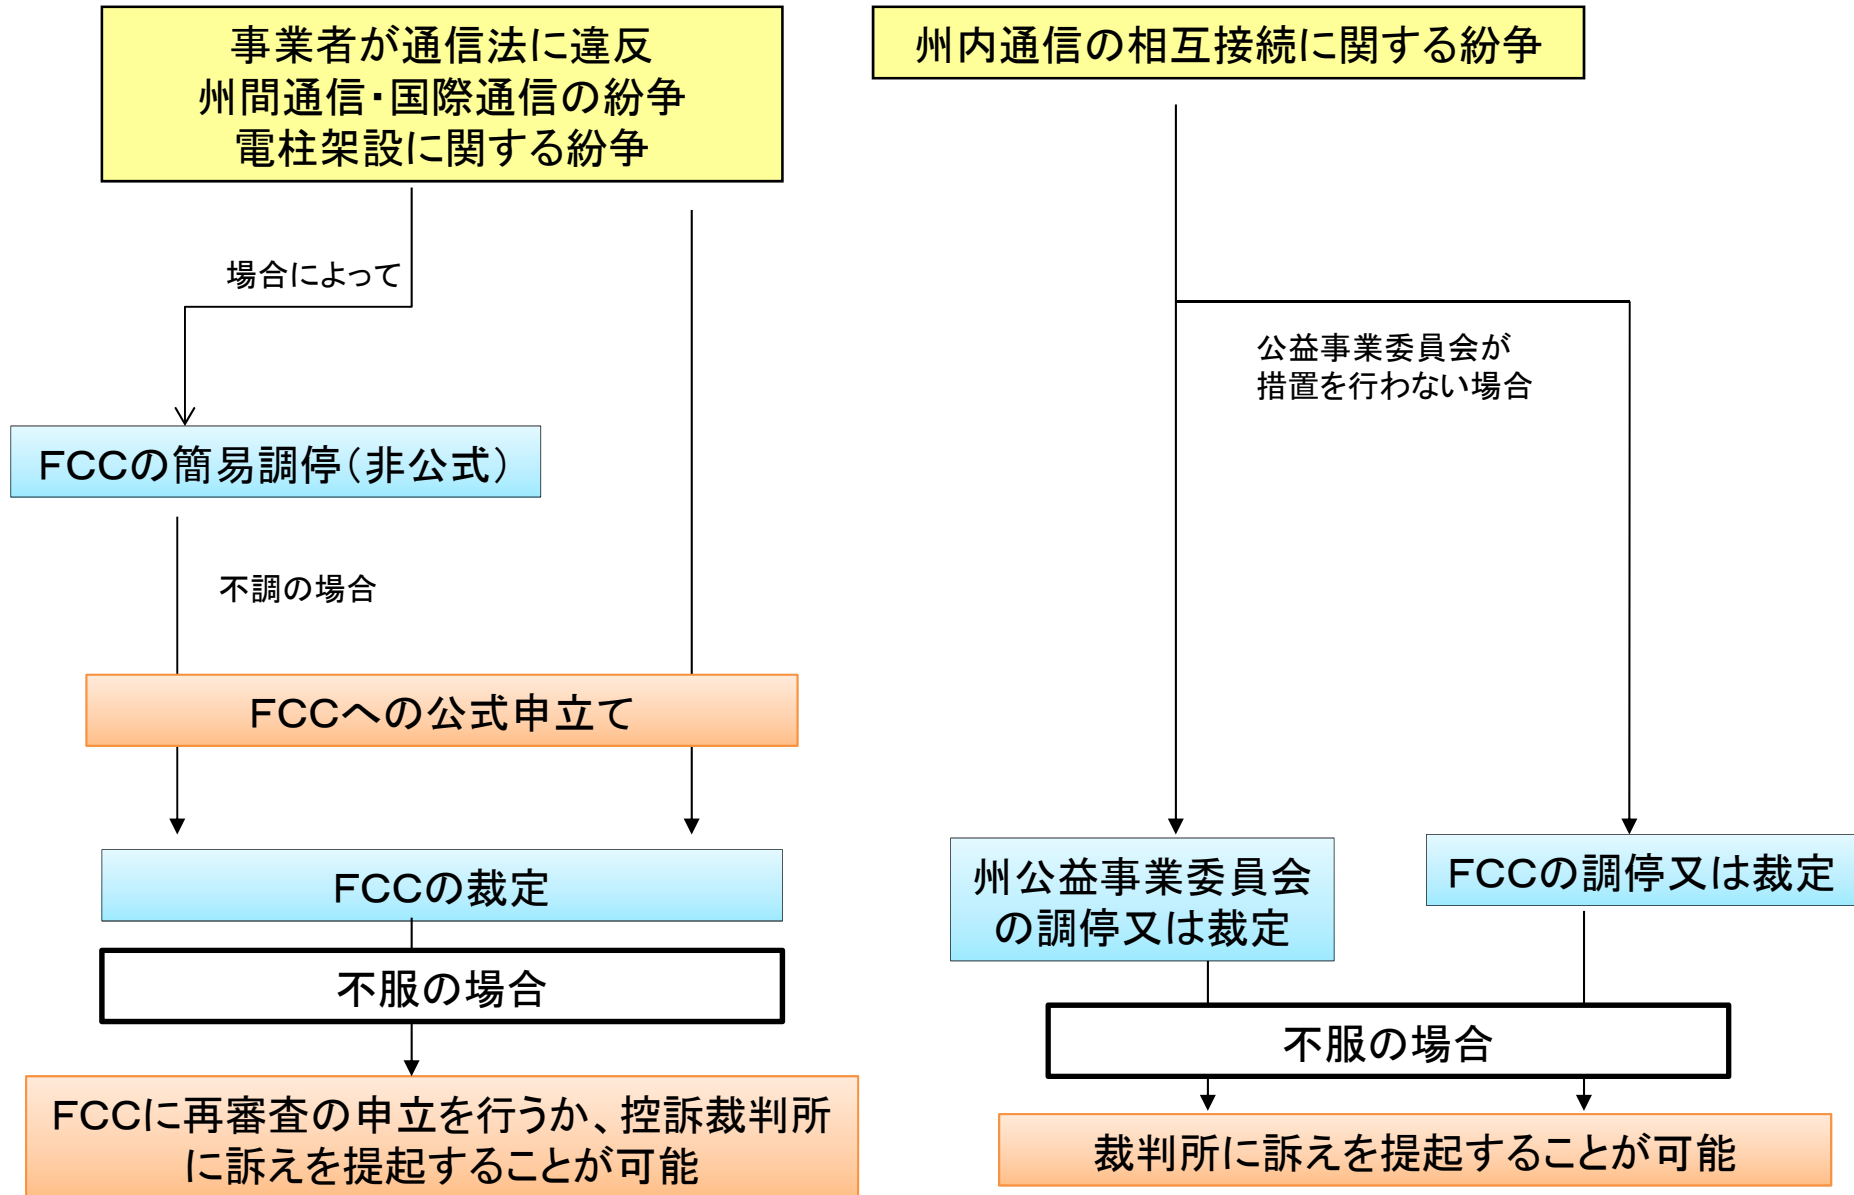 事業者が通信法に違反
州間通信・国際通信の紛争
電柱架設に関する紛争
場合によって
FCCの簡易調停（非公式）
不調の場合
FCCへの公式申立て
FCCの裁定
不服の場合
FCCに再審査の申立を行うか、控訴裁判所
に訴えを提起することが可能
州内通信の相互接続に関する紛争
公益事業委員会が
措置を行わない場合
州公益事業委員会
の調停又は裁定
FCCの調停又は裁定
不服の場合
裁判所に訴えを提起することが可能